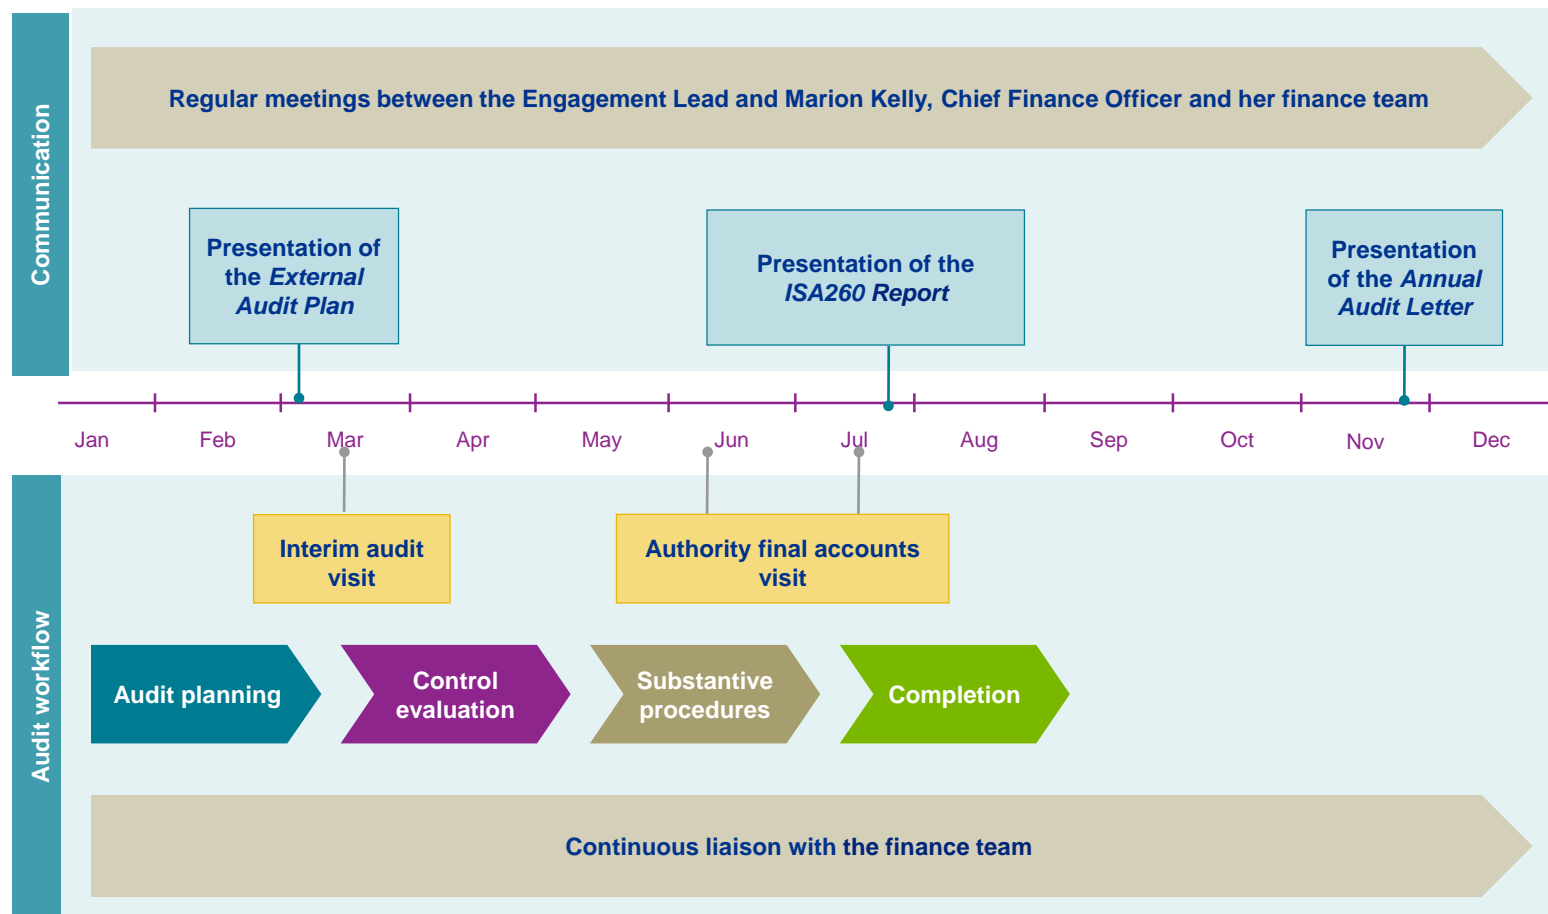 Communication
Regular meetings between the Engagement Lead and Marion Kelly, Chief Finance Officer and her finance team
Presentation of
the External
Audit Plan
Presentation of the
ISA260 Report
Presentation
of the Annual
Audit Letter
Jan Feb Mar Apr May Jun Jul Aug Sep Oct Nov Dec
Audit workflow
Interim audit
visit
Authority final accounts
visit
Audit planning
Control
evaluation
Substantive
procedures
Completion
Continuous liaison with the finance team